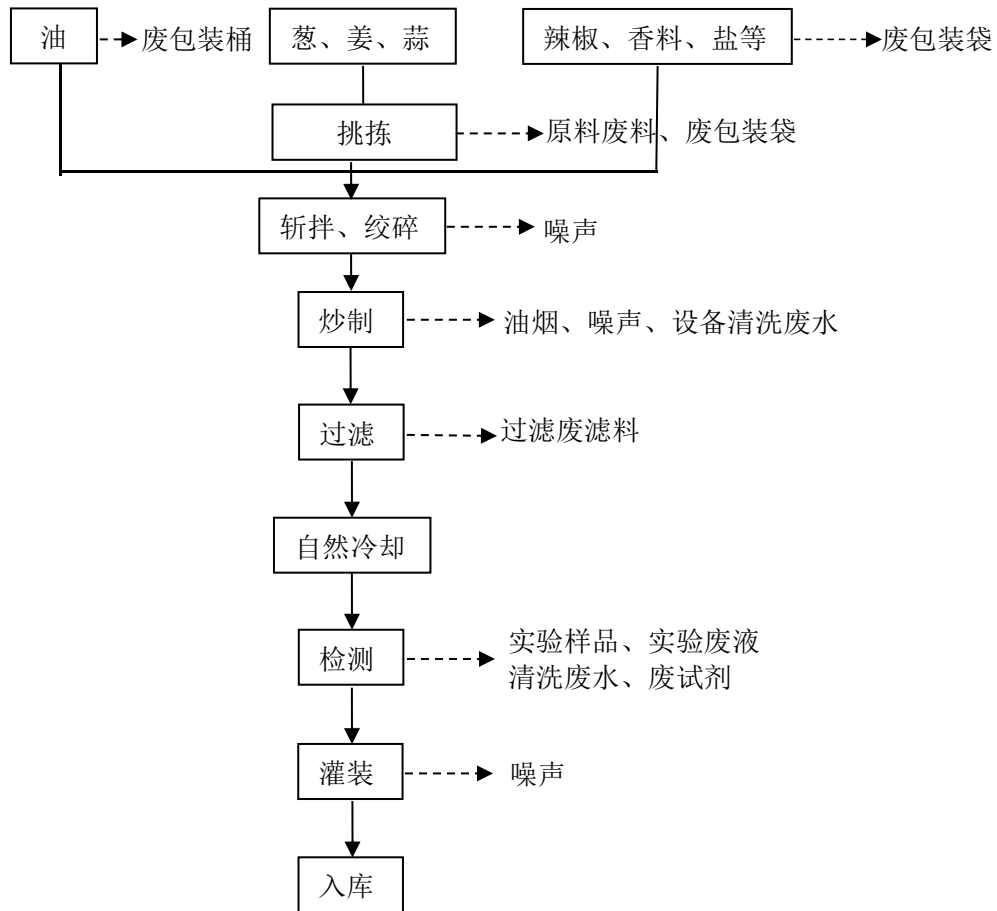 油
废包装桶
葱、姜、蒜
辣椒、香料、盐等
废包装袋
挑拣
原料废料、废包装袋
斩拌、绞碎
噪声
炒制
油烟、噪声、设备清洗废水
过滤
过滤废滤料
自然冷却
检测
实验样品、实验废液
清洗废水、废试剂
灌装
噪声
入库